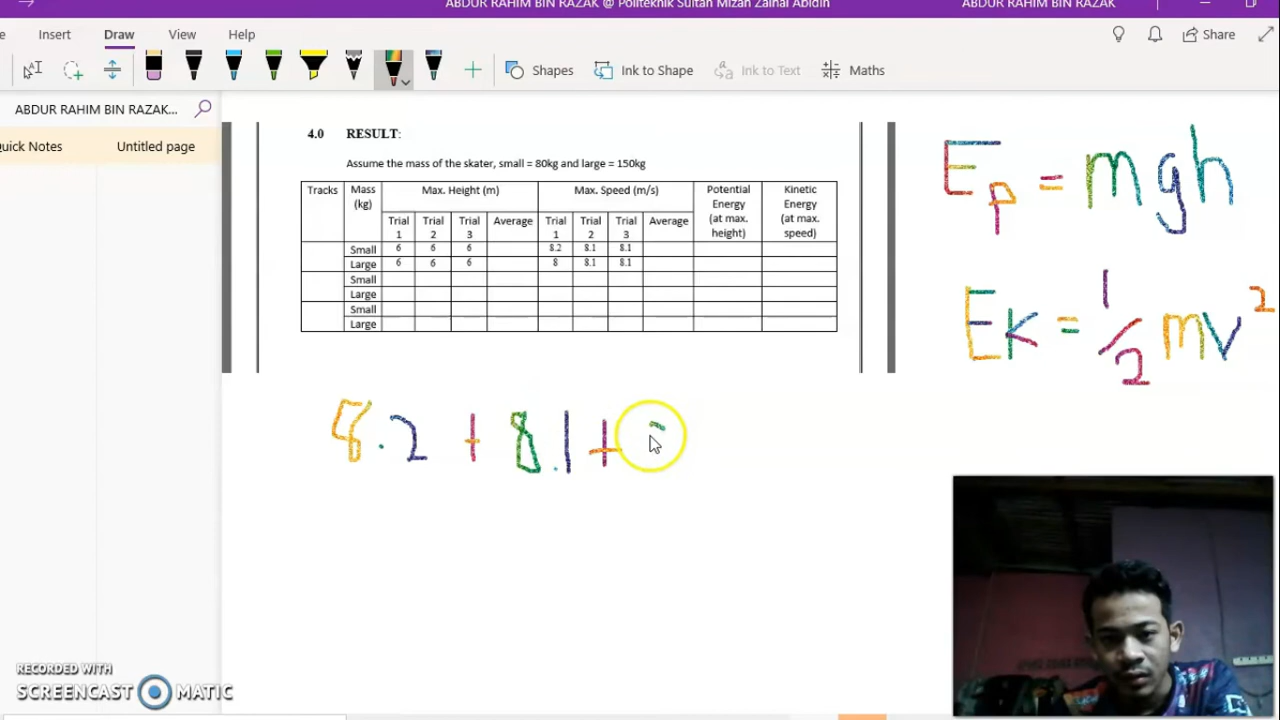 ABDUR RAHIM BIN RAZAK @ Politeknik Sultan Mizan Zainal Abidin
ABDUR RAHIM BIN RAZAK
Insert Draw View Help Share
Shapes Ink to Shape Ink to Text Maths
ABDUR RAHIM BIN RAZAK...
Quick Notes Untitled page
4.0 RESULT:
Assume the mass of the skater, small = 80kg and large = 150kg
Tracks Mass (kg) Max. Height (m) Max. Speed (m/s) Potential Energy (at max. height) Kinetic Energy (at max. speed)
Trial 1 Trial 2 Trial 3 Average Trial 1 Trial 2 Trial 3 Average
Small 6 6 6 8.2 8.1 8.1
Large 6 6 6 8 8.1 8.1
Small
Large
Small
Large
Ep = mgh
Ek = 1/2 mv²
8.2 + 8.1 +
RECORDED WITH
SCREENCAST MATIC